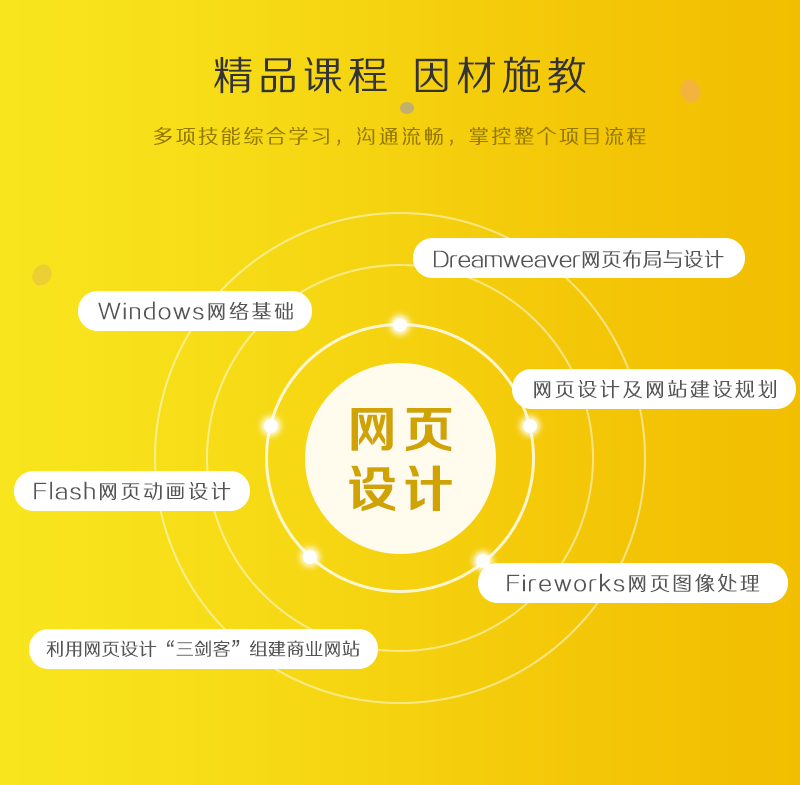 精品课程 因材施教
多项技能综合学习，沟通流畅，掌控整个项目流程
Dreamweaver网页布局与设计
Windows网络基础
网页设计及网站建设规划
网页
设计
Flash网页动画设计
Fireworks网页图像处理
利用网页设计“三剑客”组建商业网站